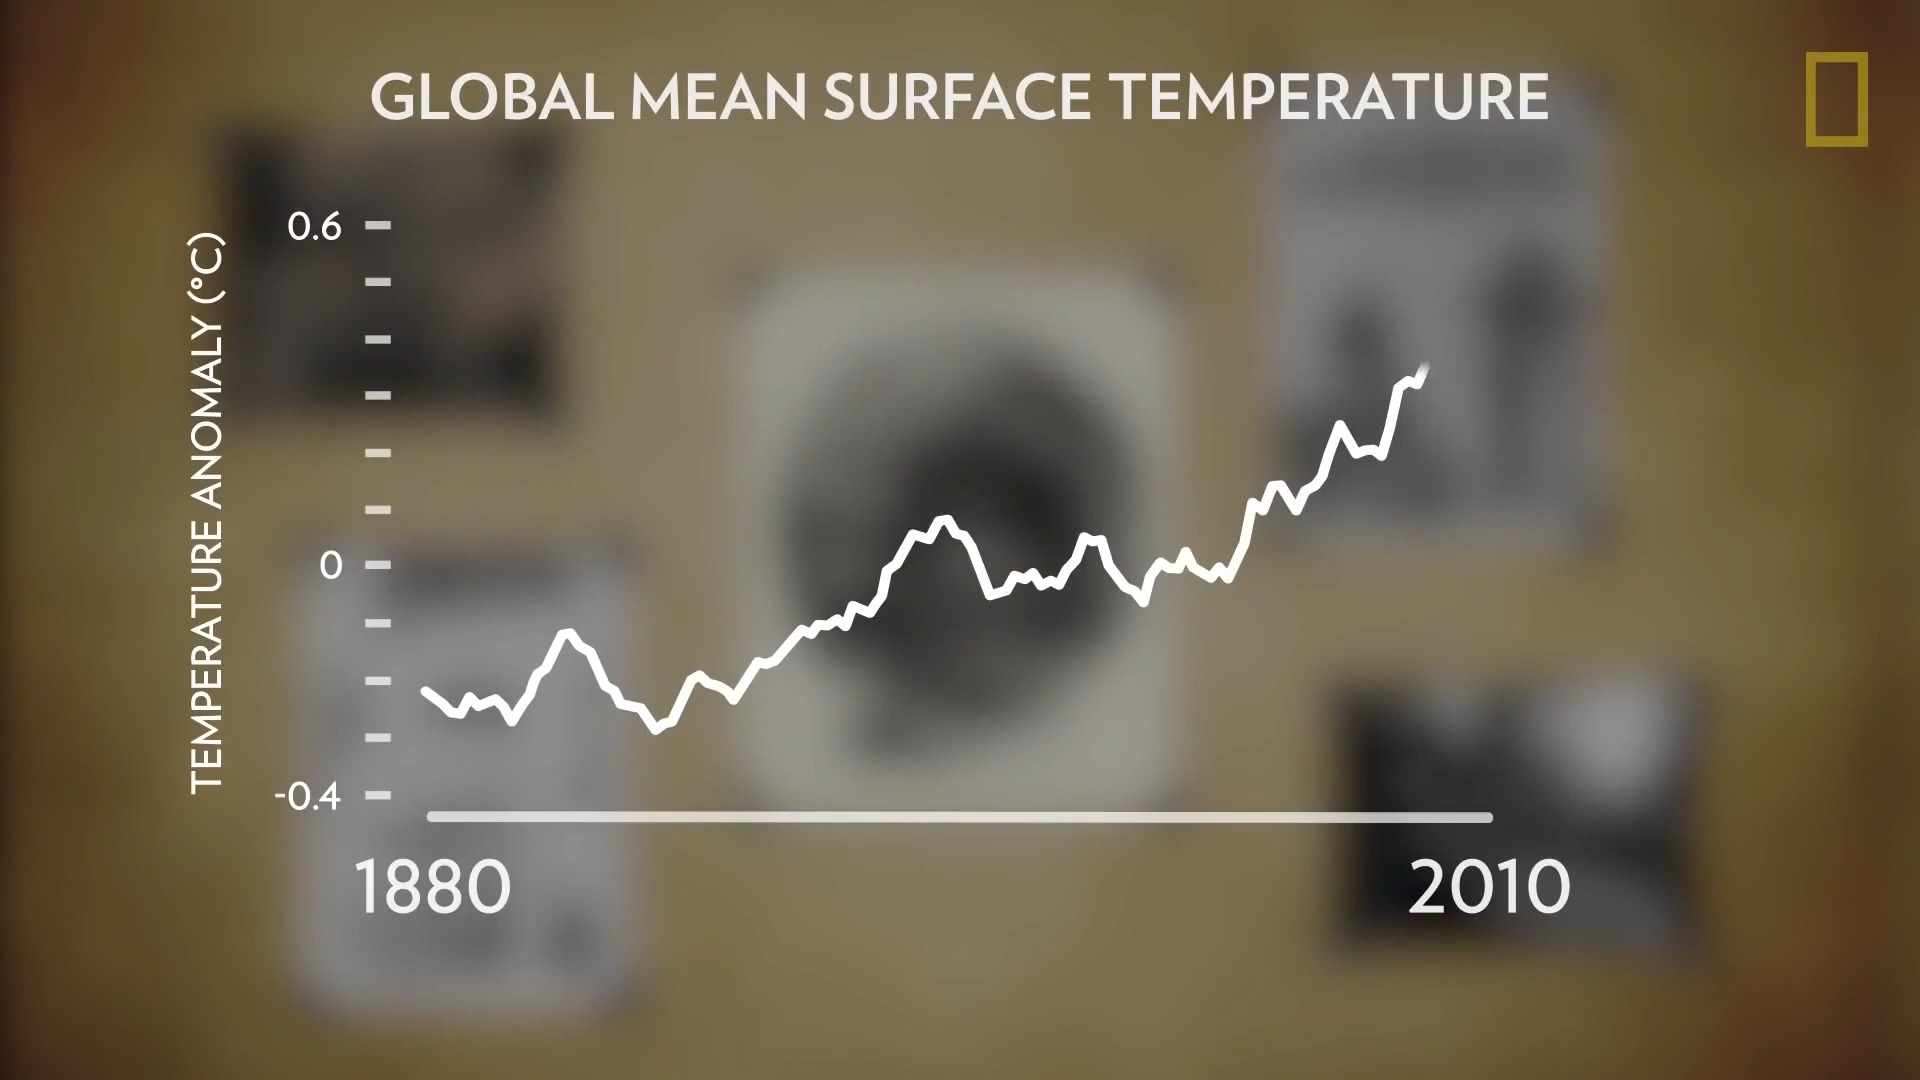 GLOBAL MEAN SURFACE TEMPERATURE
TEMPERATURE ANOMALY (°C)
0.6
0
-0.4
1880
2010